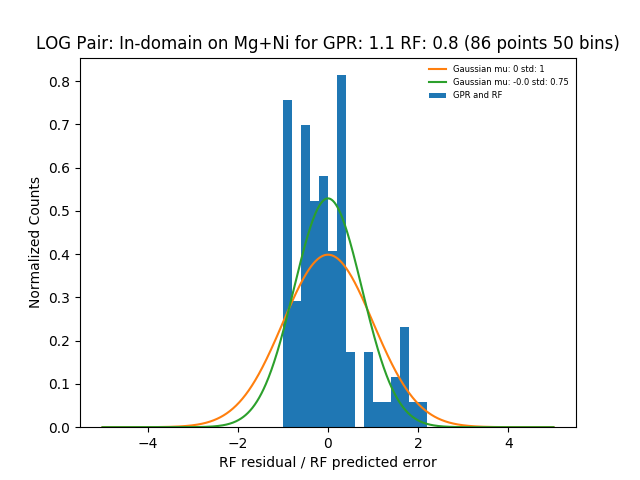 LOG Pair: In-domain on Mg+Ni for GPR: 1.1 RF: 0.8 (86 points 50 bins)
Gaussian mu: 0 std: 1
Gaussian mu: -0.0 std: 0.75
GPR and RF
Normalized Counts
0.8
0.7
0.6
0.5
0.4
0.3
0.2
0.1
0.0
−4 −2 0 2 4
RF residual / RF predicted error